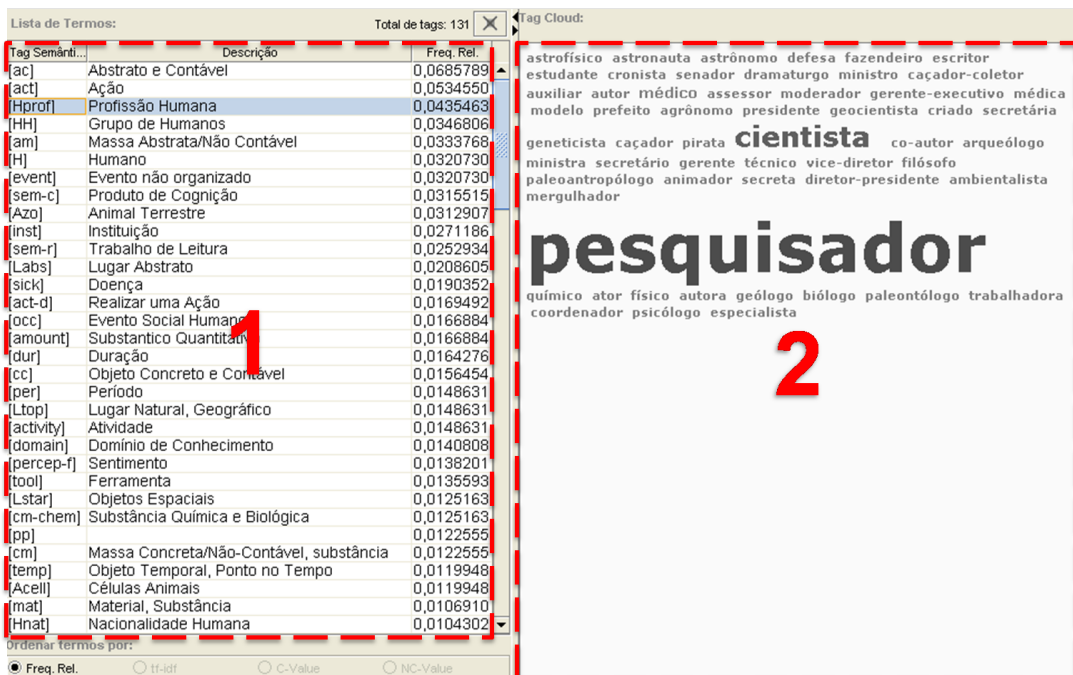 Lista de Termos: Total de tags: 131
Tag Semânti... Descrição Freq. Rel.
[ac] Abstrato e Contável 0,0685789
[act] Ação 0,0534550
[Hprof] Profissão Humana 0,0435463
[HH] Grupo de Humanos 0,0346806
[am] Massa Abstrata/Não Contável 0,0333768
[H] Humano 0,0320730
[event] Evento não organizado 0,0320730
[sem-c] Produto de Cognição 0,0315515
[Azo] Animal Terrestre 0,0312907
[inst] Instituição 0,0271186
[sem-r] Trabalho de Leitura 0,0252934
[Labs] Lugar Abstrato 0,0208605
[sick] Doença 0,0190352
[act-d] Realizar uma Ação 0,0169492
[occ] Evento Social Humano 0,0166884
[amount] Substantico Quantitativ 0,0166884
[dur] Duração 0,0164276
[cc] Objeto Concreto e Contável 0,0156454
[per] Período 0,0148631
[Ltop] Lugar Natural, Geográfico 0,0148631
[activity] Atividade 0,0148631
[domain] Domínio de Conhecimento 0,0140808
[percep-f] Sentimento 0,0138201
[tool] Ferramenta 0,0135593
[Lstar] Objetos Espaciais 0,0125163
[cm-chem] Substância Química e Biológica 0,0125163
[pp] 0,0122555
[cm] Massa Concreta/Não-Contável, substância 0,0122555
[temp] Objeto Temporal, Ponto no Tempo 0,0119948
[Acell] Células Animais 0,0119948
[mat] Material, Substância 0,0106910
[Hnat] Nacionalidade Humana 0,0104302
1
Ordenar termos por:
Freq. Rel. tf-idf C-Value NC-Value
Tag Cloud:
astrofísico astronauta astrônomo defesa fazendeiro escritor
estudante cronista senador dramaturgo ministro caçador-coletor
auxiliar autor médico assessor moderador gerente-executivo médica
modelo prefeito agrônomo presidente geocientista criado secretária
geneticista caçador pirata cientista co-autor arqueólogo
ministra secretário gerente técnico vice-diretor filósofo
paleoantropólogo animador secreta diretor-presidente ambientalista
mergulhador
pesquisador
químico ator físico autora geólogo biólogo paleontólogo trabalhadora
coordenador psicólogo especialista
2